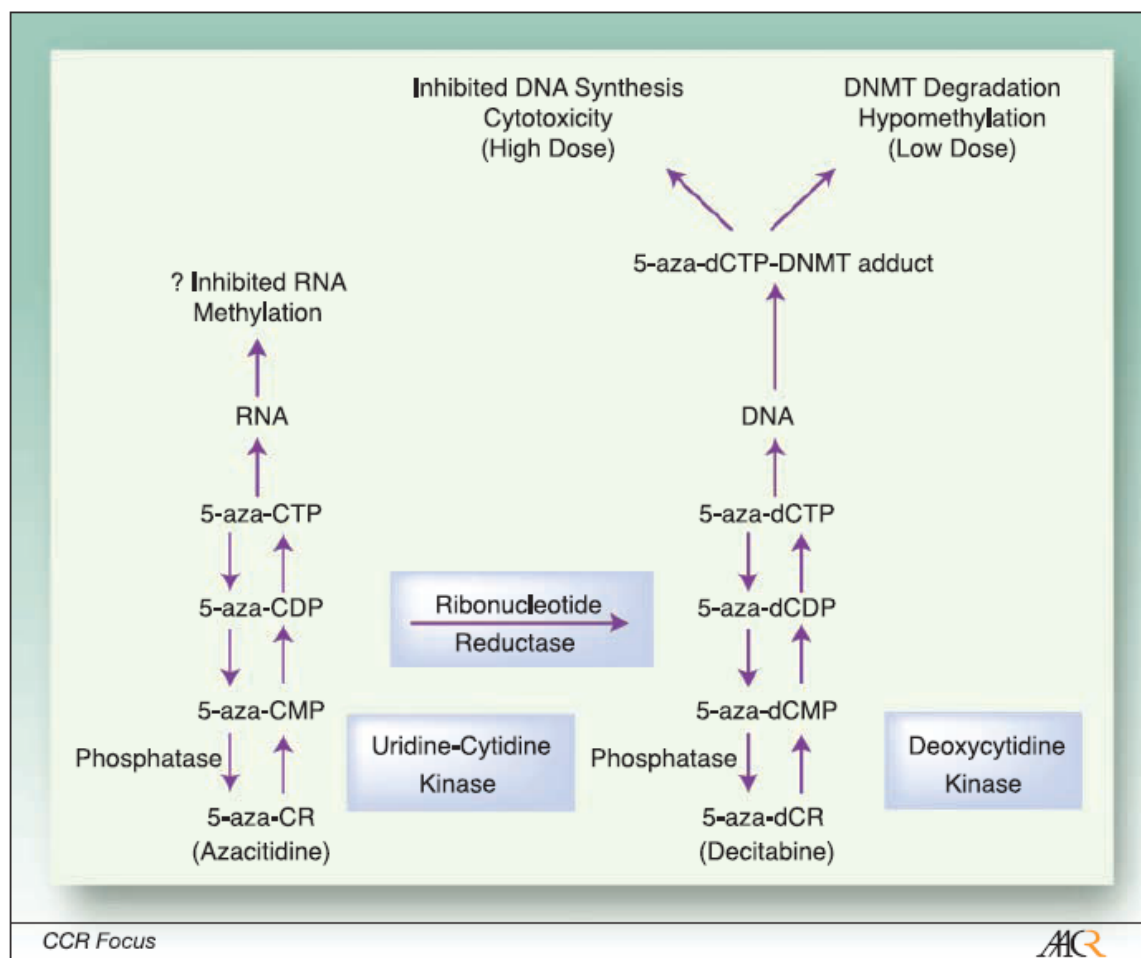 Inhibited DNA Synthesis
Cytotoxicity
(High Dose)
DNMT Degradation
Hypomethylation
(Low Dose)
5-aza-dCTP-DNMT adduct
? Inhibited RNA
Methylation
RNA
DNA
5-aza-CTP
5-aza-dCTP
5-aza-CDP
Ribonucleotide
Reductase
5-aza-dCDP
5-aza-CMP
5-aza-dCMP
Phosphatase
Uridine-Cytidine
Kinase
Phosphatase
Deoxycytidine
Kinase
5-aza-CR
(Azacitidine)
5-aza-dCR
(Decitabine)
CCR Focus
AACR